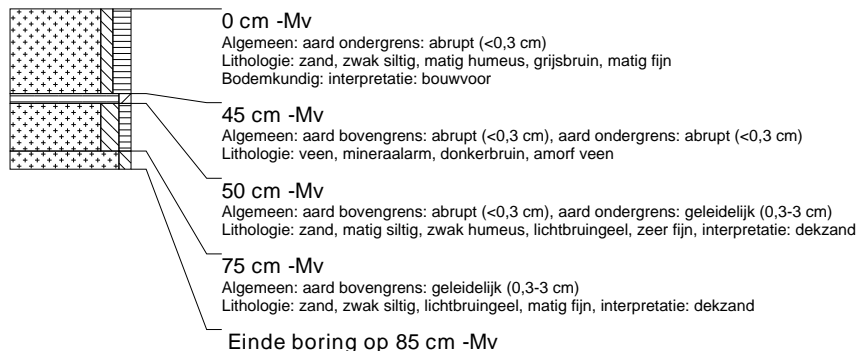 0 cm -Mv
Algemeen: aard ondergrens: abrupt (<0,3 cm)
Lithologie: zand, zwak siltig, matig humeus, grijsbruin, matig fijn
Bodemkundig: interpretatie: bouwvoor
45 cm -Mv
Algemeen: aard bovengrens: abrupt (<0,3 cm), aard ondergrens: abrupt (<0,3 cm)
Lithologie: veen, mineraalarm, donkerbruin, amorf veen
50 cm -Mv
Algemeen: aard bovengrens: abrupt (<0,3 cm), aard ondergrens: geleidelijk (0,3-3 cm)
Lithologie: zand, matig siltig, zwak humeus, lichtbruingeel, zeer fijn, interpretatie: dekzand
75 cm -Mv
Algemeen: aard bovengrens: geleidelijk (0,3-3 cm)
Lithologie: zand, zwak siltig, lichtbruingeel, matig fijn, interpretatie: dekzand
Einde boring op 85 cm -Mv